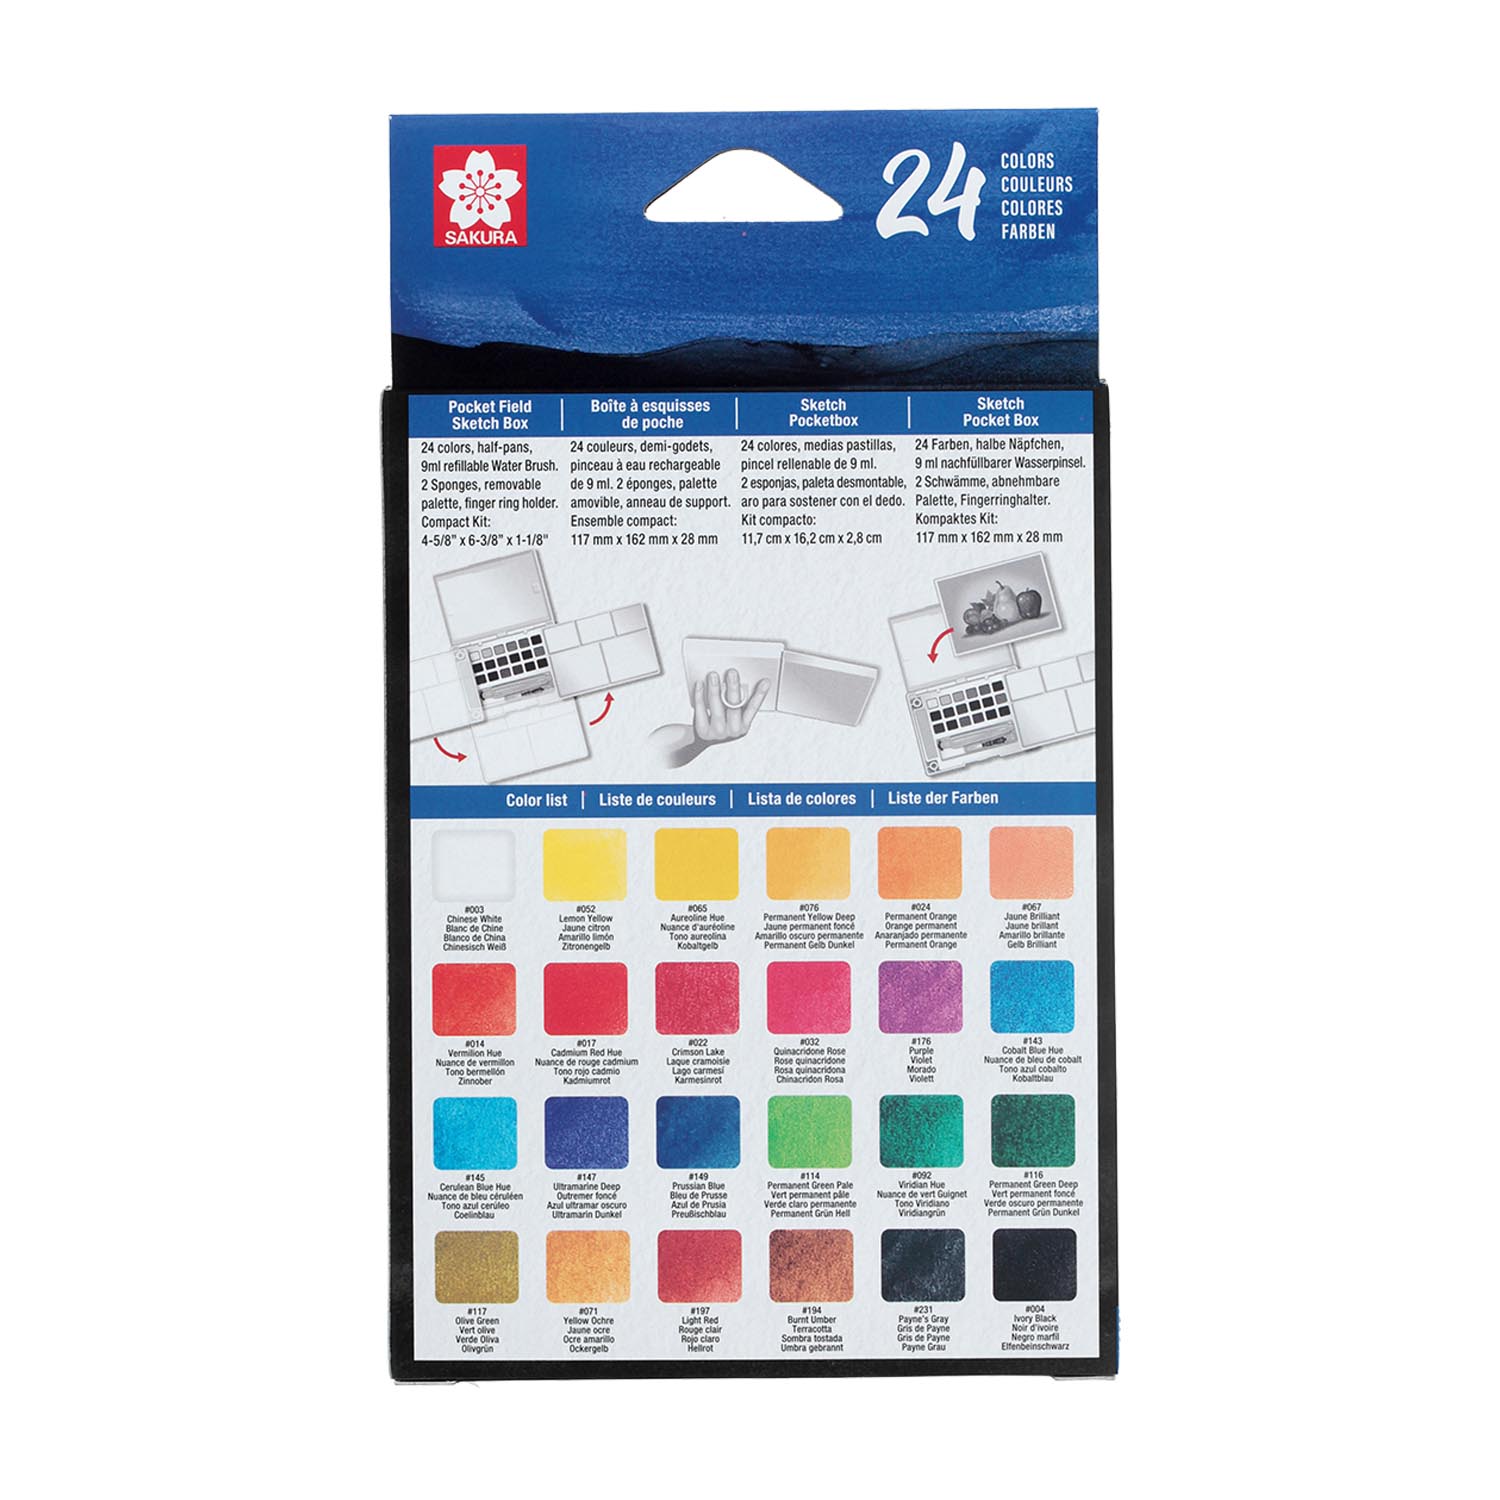 SAKURA
24
COLORS
COULEURS
COLORES
FARBEN
Pocket Field
Sketch Box
24 colors, half-pans,
9ml refillable Water Brush.
2 Sponges, removable
palette, finger ring holder.
Compact Kit:
4-5/8" x 6-3/8" x 1-1/8"
Boîte à esquisses
de poche
24 couleurs, demi-godets,
pinceau à eau rechargeable
de 9 ml. 2 éponges, palette
amovible, anneau de support.
Ensemble compact:
117 mm x 162 mm x 28 mm
Sketch
Pocketbox
24 colores, medias pastillas,
pincel rellenable de 9 ml.
2 esponjas, paleta desmontable,
aro para sostener con el dedo.
Kit compacto:
11,7 cm x 16,2 cm x 2,8 cm
Sketch
Pocket Box
24 Farben, halbe Näpfchen,
9 ml nachfüllbarer Wasserpinsel.
2 Schwämme, abnehmbare
Palette, Fingerringhalter.
Kompaktes Kit:
117 mm x 162 mm x 28 mm
Color list | Liste de couleurs | Lista de colores | Liste der Farben
#003
Chinese White
Blanc de Chine
Blanco de China
Chinesisch Weiß
#052
Lemon Yellow
Jaune citron
Amarillo limón
Zitronengelb
#065
Aureoline Hue
Nuance d'auréoline
Tono aureolina
Kobaltgelb
#076
Permanent Yellow Deep
Jaune permanent foncé
Amarillo oscuro permanente
Permanent Gelb Dunkel
#024
Permanent Orange
Orange permanent
Anaranjado permanente
Permanent Orange
#067
Jaune Brilliant
Jaune brillant
Amarillo brillante
Gelb Brilliant
#014
Vermilion Hue
Nuance de vermillon
Tono bermellón
Zinnober
#017
Cadmium Red Hue
Nuance de rouge cadmium
Tono rojo cadmio
Kadmiumrot
#022
Crimson Lake
Laque cramoisie
Lago carmesí
Karmesinrot
#032
Quinacridone Rose
Rose quinacridone
Rosa quinacridona
Chinacridon Rosa
#176
Purple
Violet
Morado
Violett
#143
Cobalt Blue Hue
Nuance de bleu de cobalt
Tono azul cobalto
Kobaltblau
#145
Cerulean Blue Hue
Nuance de bleu céruléen
Tono azul cerúleo
Coelinblau
#147
Ultramarine Deep
Outremer foncé
Azul ultramar oscuro
Ultramarin Dunkel
#149
Prussian Blue
Bleu de Prusse
Azul de Prusia
Preußischblau
#114
Permanent Green Pale
Vert permanent pâle
Verde claro permanente
Permanent Grün Hell
#092
Viridian Hue
Nuance de vert Guignet
Tono Viridiano
Viridiangrün
#116
Permanent Green Deep
Vert permanent foncé
Verde oscuro permanente
Permanent Grün Dunkel
#117
Olive Green
Vert olive
Verde Oliva
Olivgrün
#071
Yellow Ochre
Jaune ocre
Ocre amarillo
Ockergelb
#197
Light Red
Rouge clair
Rojo claro
Hellrot
#194
Burnt Umber
Terracotta
Sombra tostada
Umbra gebrannt
#231
Payne's Gray
Gris de Payne
Gris de Payne
Payne Grau
#004
Ivory Black
Noir d'ivoire
Negro marfil
Elfenbeinschwarz